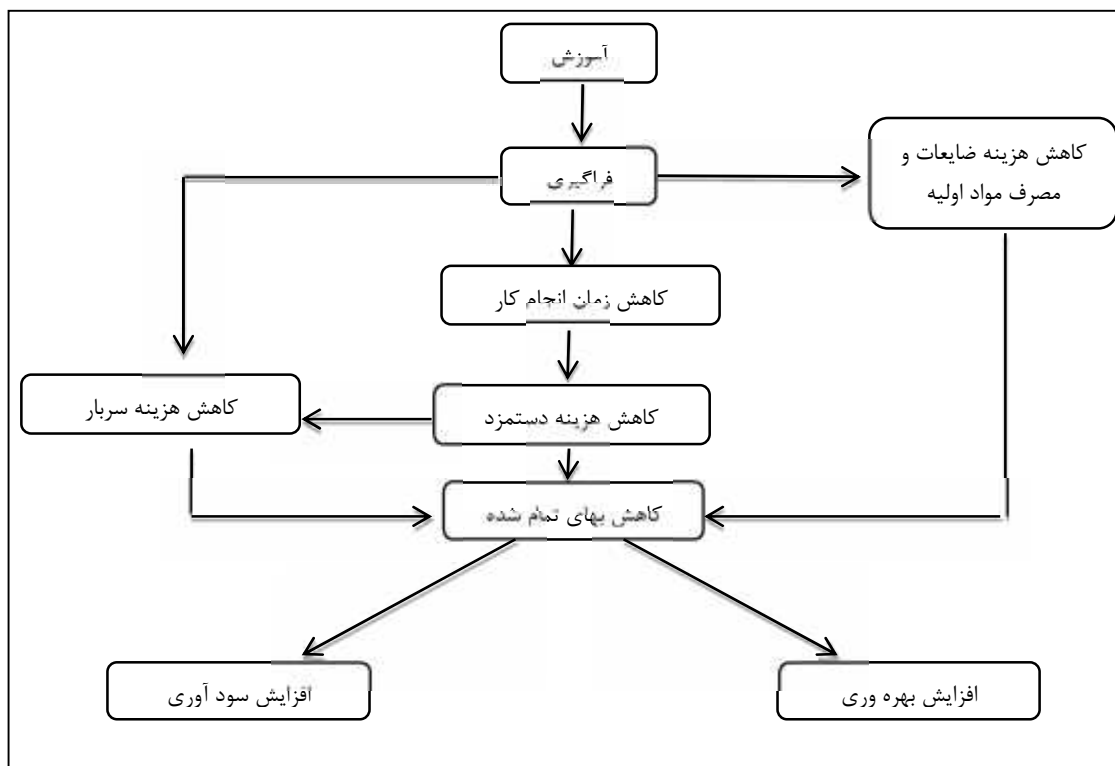 آموزش
فراگیری
کاهش هزینه ضایعات و
مصرف مواد اولیه
کاهش زمان انجام کار
کاهش هزینه سربار
کاهش هزینه دستمزد
کاهش بهای تمام شده
افزایش سود آوری
افزایش بهره وری